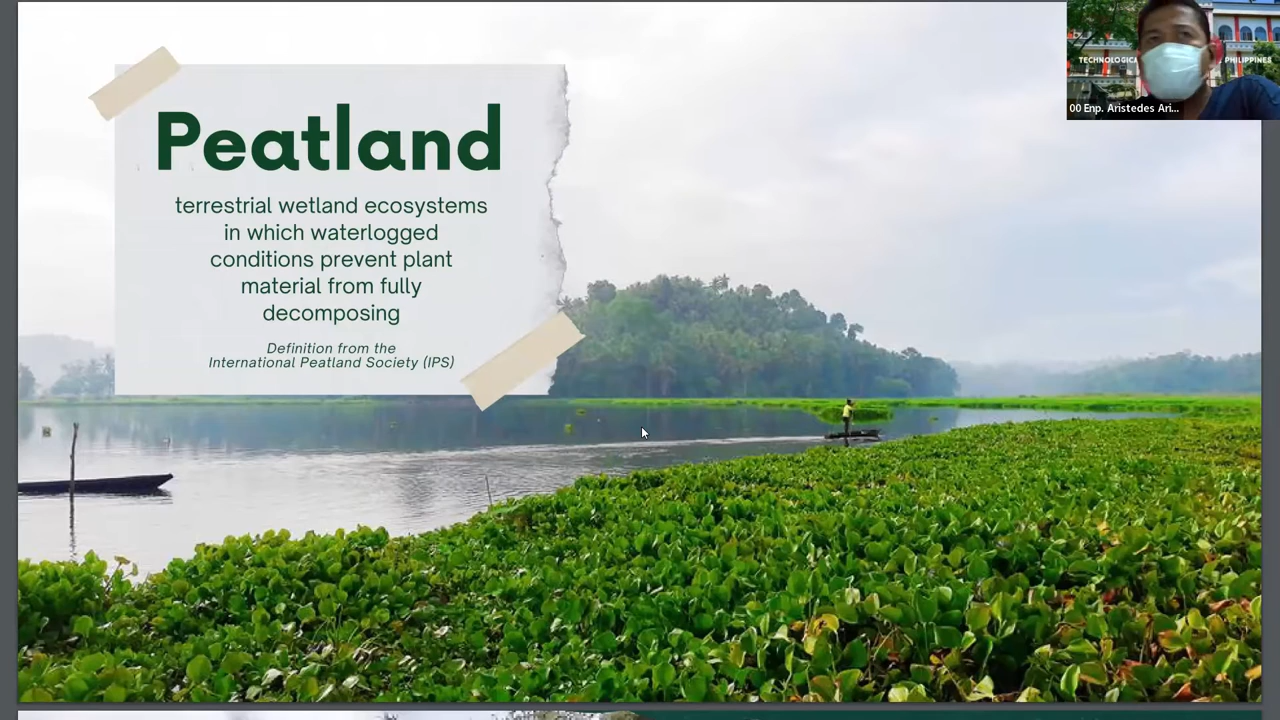 Peatland
terrestrial wetland ecosystems
in which waterlogged
conditions prevent plant
material from fully
decomposing
Definition from the
International Peatland Society (IPS)
PHILIPPINES
00 Enp. Aristedes Ari...